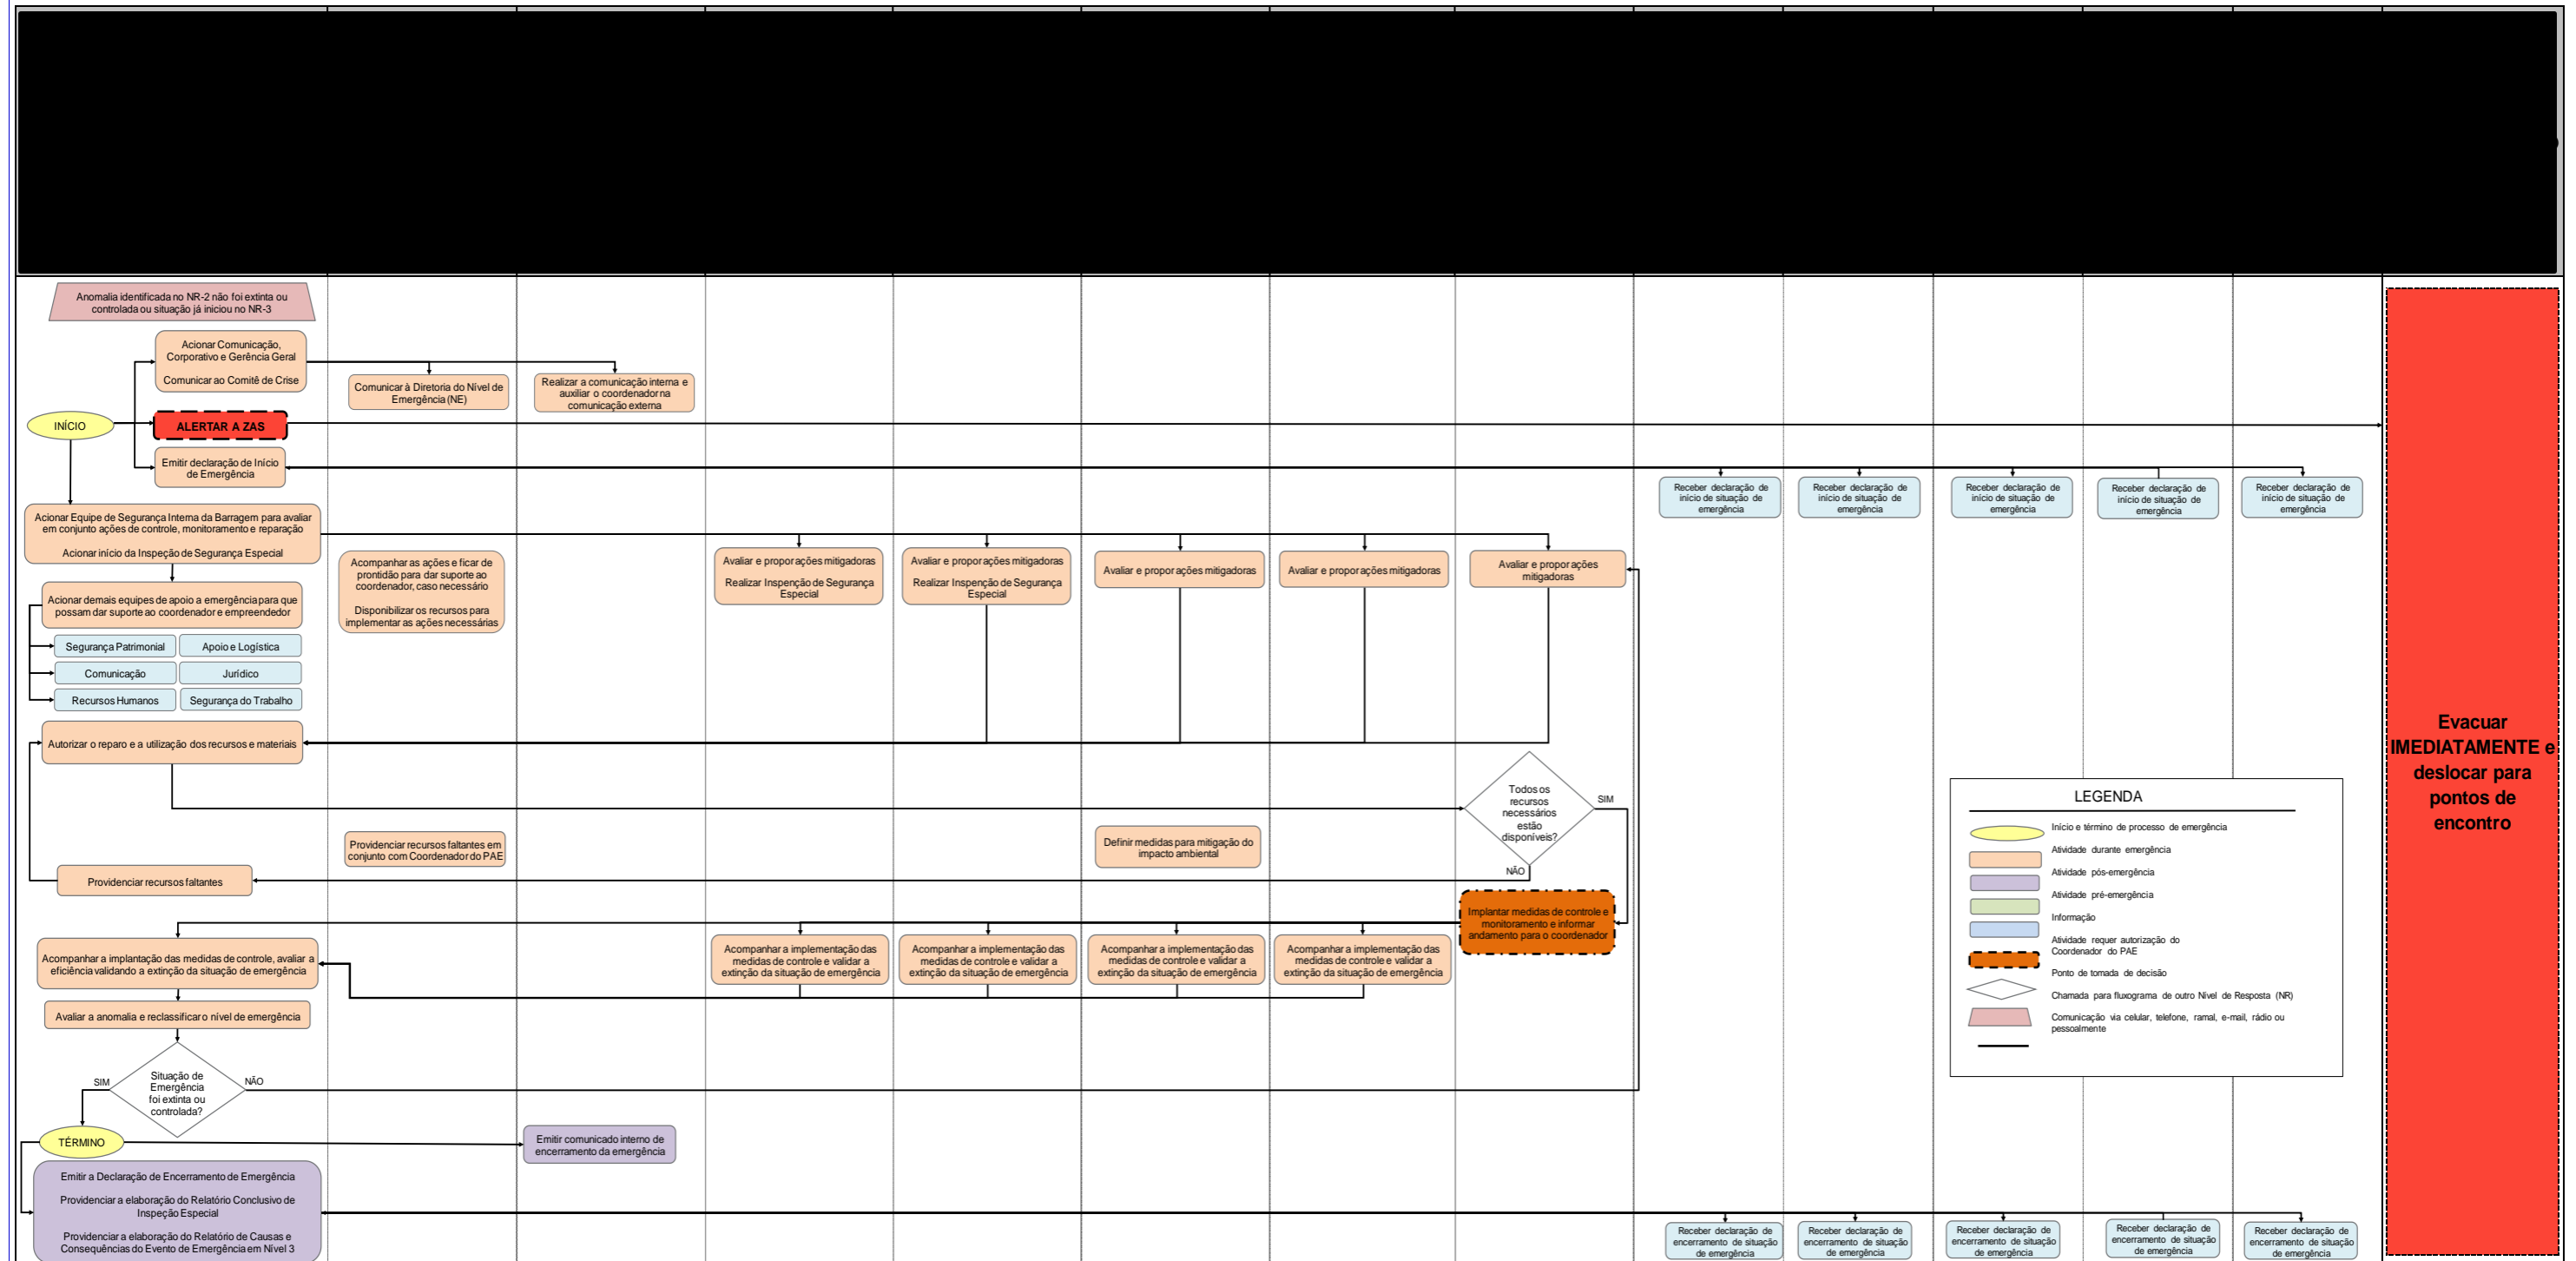 Anomalia identificada no NR-2 não foi extinta ou
controlada ou situação já iniciou no NR-3
Acionar Comunicação,
Corporativo e Gerência Geral
Comunicar ao Comitê de Crise
Comunicar à Diretoria do Nível de
Emergência (NE)
Realizar a comunicação interna e
auxiliar o coordenador na
comunicação externa
INÍCIO
ALERTAR A ZAS
Emitir declaração de Início
de Emergência
Receber declaração de
início de situação de
emergência
Receber declaração de
início de situação de
emergência
Receber declaração de
início de situação de
emergência
Receber declaração de
início de situação de
emergência
Receber declaração de
início de situação de
emergência
Acionar Equipe de Segurança Interna da Barragem para avaliar
em conjunto ações de controle, monitoramento e reparação
Acionar início da Inspeção de Segurança Especial
Acompanhar as ações e ficar de
prontidão para dar suporte ao
coordenador, caso necessário
Disponibilizar os recursos para
implementar as ações necessárias
Avaliar e propor ações mitigadoras
Realizar Inspenção de Segurança
Especial
Avaliar e propor ações mitigadoras
Realizar Inspenção de Segurança
Especial
Avaliar e propor ações mitigadoras
Avaliar e propor ações mitigadoras
Avaliar e propor ações
mitigadoras
Acionar demais equipes de apoio a emergência para que
possam dar suporte ao coordenador e empreendedor
Segurança Patrimonial
Apoio e Logística
Comunicação
Jurídico
Recursos Humanos
Segurança do Trabalho
Autorizar o reparo e a utilização dos recursos e materiais
Todos os
recursos
necessários
estão
disponíveis?
SIM
NÃO
Providenciar recursos faltantes em
conjunto com Coordenador do PAE
Definir medidas para mitigação do
impacto ambiental
Providenciar recursos faltantes
Implantar medidas de controle e
monitoramento e informar
andamento para o coordenador
Acompanhar a implantação das medidas de controle, avaliar a
eficiência validando a extinção da situação de emergência
Acompanhar a implementação das
medidas de controle e validar a
extinção da situação de emergência
Acompanhar a implementação das
medidas de controle e validar a
extinção da situação de emergência
Acompanhar a implementação das
medidas de controle e validar a
extinção da situação de emergência
Acompanhar a implementação das
medidas de controle e validar a
extinção da situação de emergência
Avaliar a anomalia e reclassificar o nível de emergência
Situação de
Emergência
foi extinta ou
controlada?
SIM
NÃO
TÉRMINO
Emitir comunicado interno de
encerramento da emergência
Emitir a Declaração de Encerramento de Emergência
Providenciar a elaboração do Relatório Conclusivo de
Inspeção Especial
Providenciar a elaboração do Relatório de Causas e
Consequências do Evento de Emergência em Nível 3
Receber declaração de
encerramento de situação
de emergência
Receber declaração de
encerramento de situação
de emergência
Receber declaração de
encerramento de situação
de emergência
Receber declaração de
encerramento de situação
de emergência
Receber declaração de
encerramento de situação
de emergência
LEGENDA
Início e término de processo de emergência
Atividade durante emergência
Atividade pós-emergência
Atividade pré-emergência
Informação
Atividade requer autorização do
Coordenador do PAE
Ponto de tomada de decisão
Chamada para fluxograma de outro Nível de Resposta (NR)
Comunicação via celular, telefone, ramal, e-mail, rádio ou
pessoalmente
Evacuar
IMEDIATAMENTE e
deslocar para
pontos de
encontro